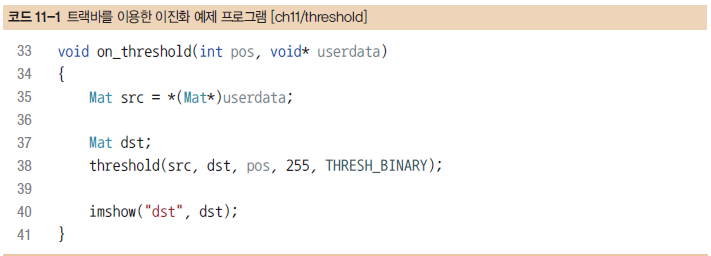 코드 11-1 트랙바를 이용한 이진화 예제 프로그램 [ch11/threshold]
33 void on_threshold(int pos, void* userdata)
34 {
35 Mat src = *(Mat*)userdata;
36
37 Mat dst;
38 threshold(src, dst, pos, 255, THRESH_BINARY);
39
40 imshow("dst", dst);
41 }